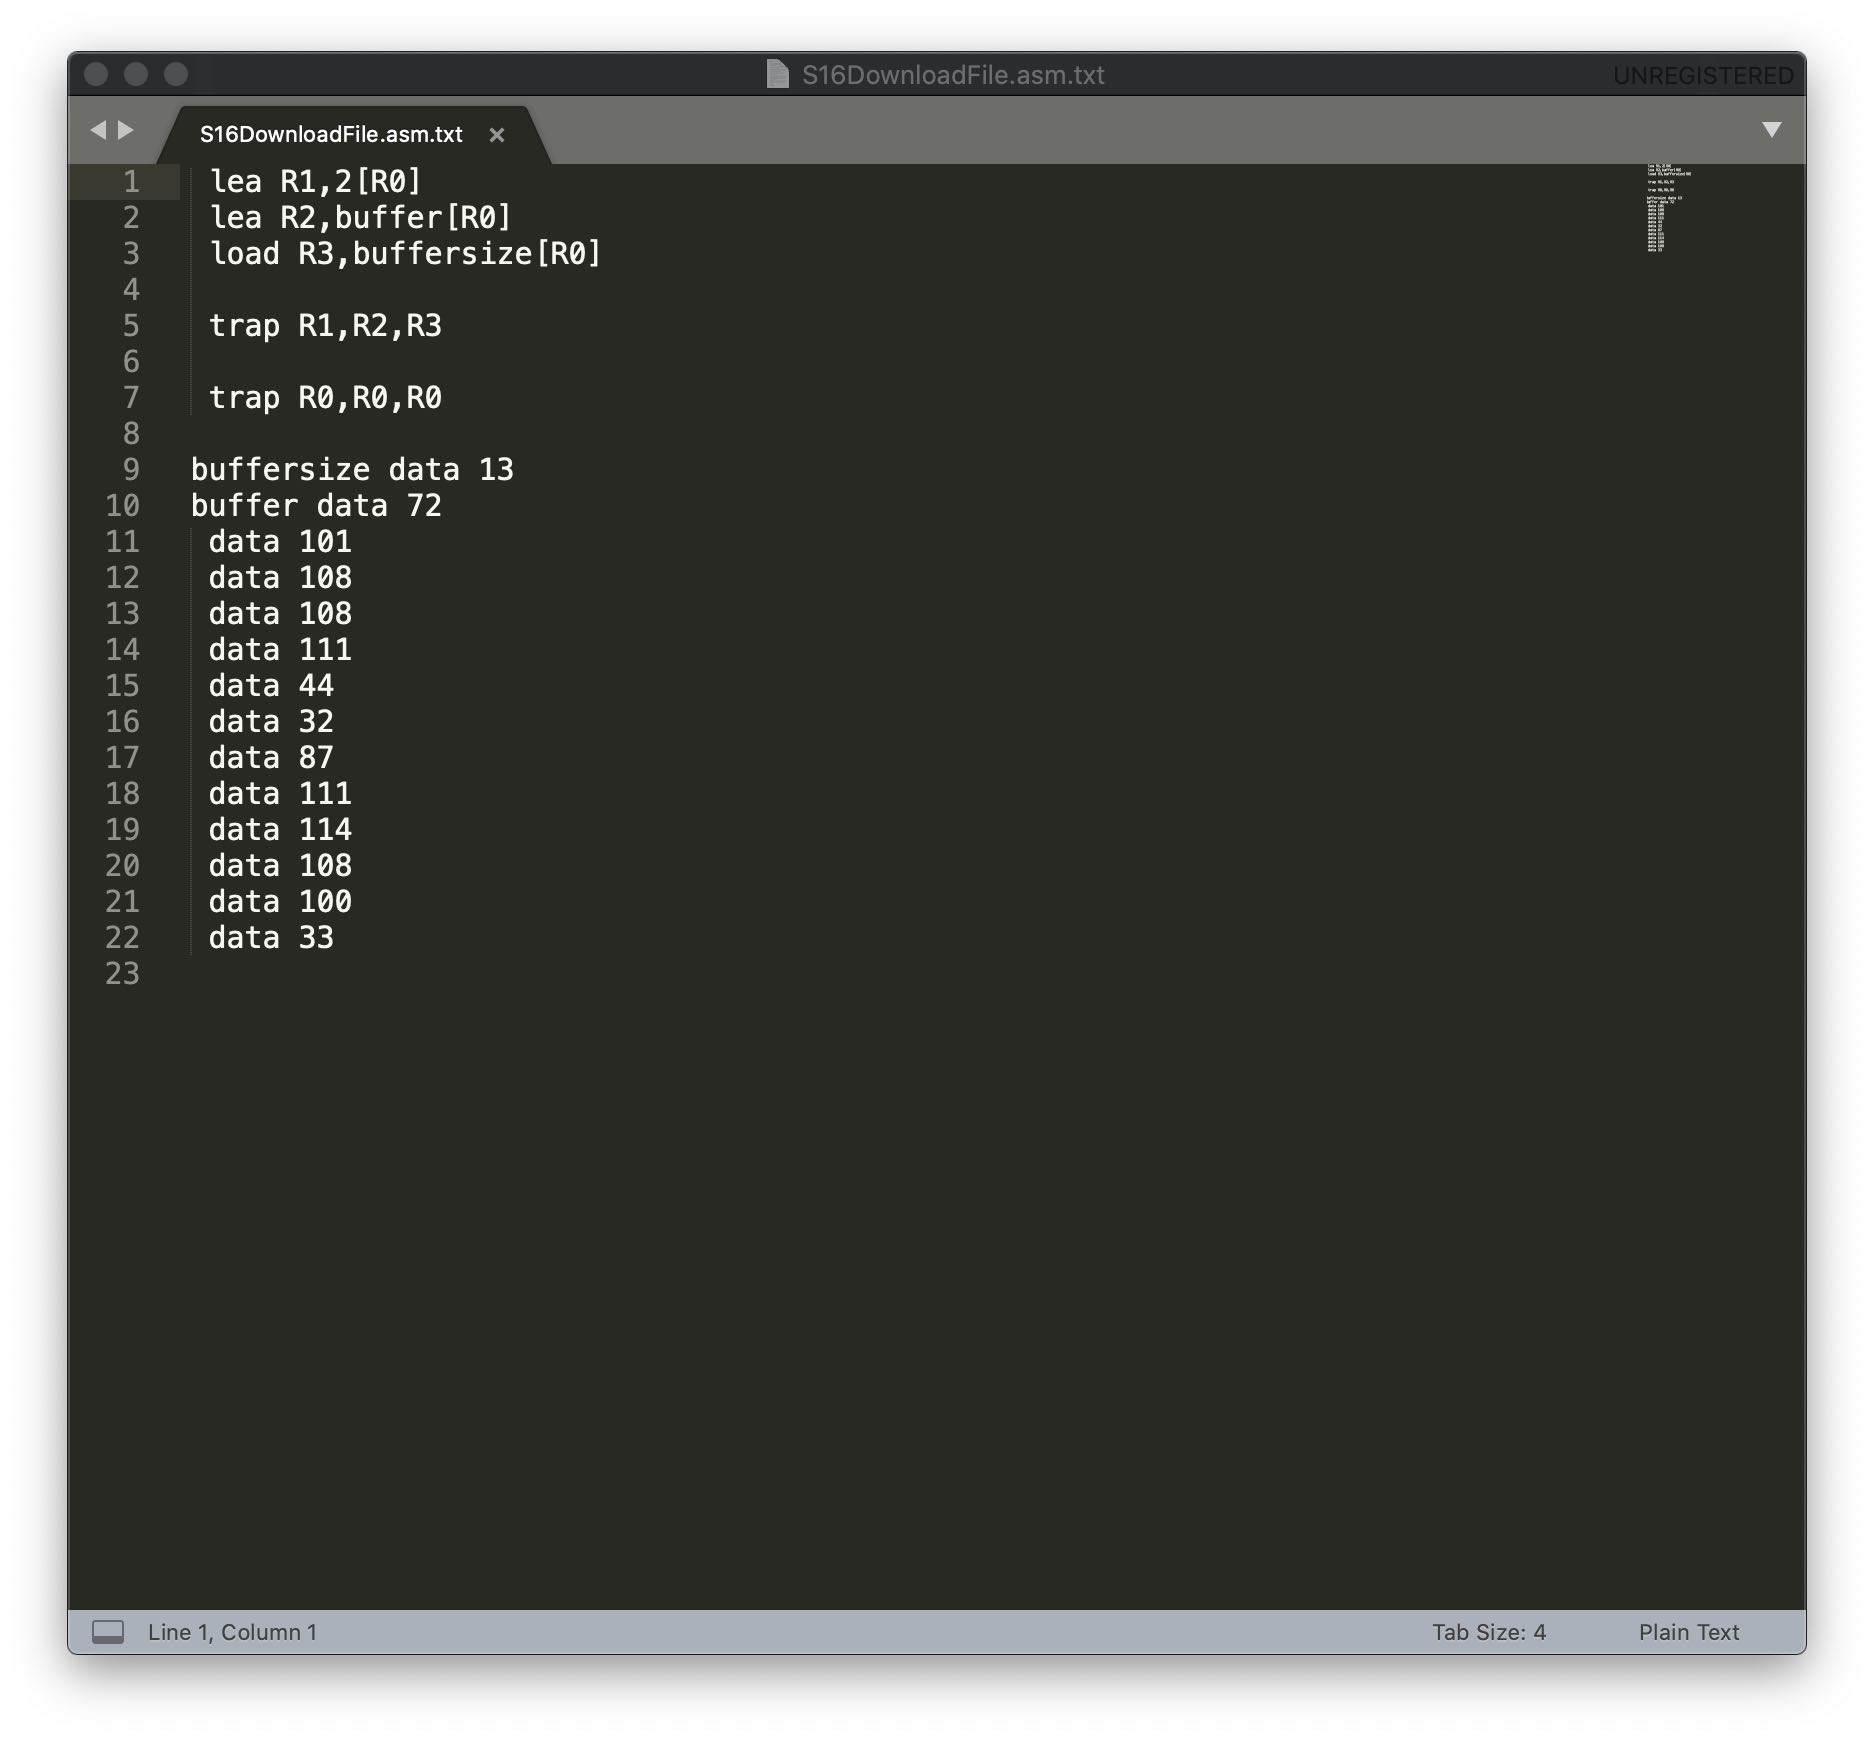 S16DownloadFile.asm.txt
UNREGISTERED
S16DownloadFile.asm.txt ×
1 lea R1,2[R0]
2 lea R2,buffer[R0]
3 load R3,buffersize[R0]
4
5 trap R1,R2,R3
6
7 trap R0,R0,R0
8
9 buffersize data 13
10 buffer data 72
11 data 101
12 data 108
13 data 108
14 data 111
15 data 44
16 data 32
17 data 87
18 data 111
19 data 114
20 data 108
21 data 100
22 data 33
23
Line 1, Column 1
Tab Size: 4
Plain Text